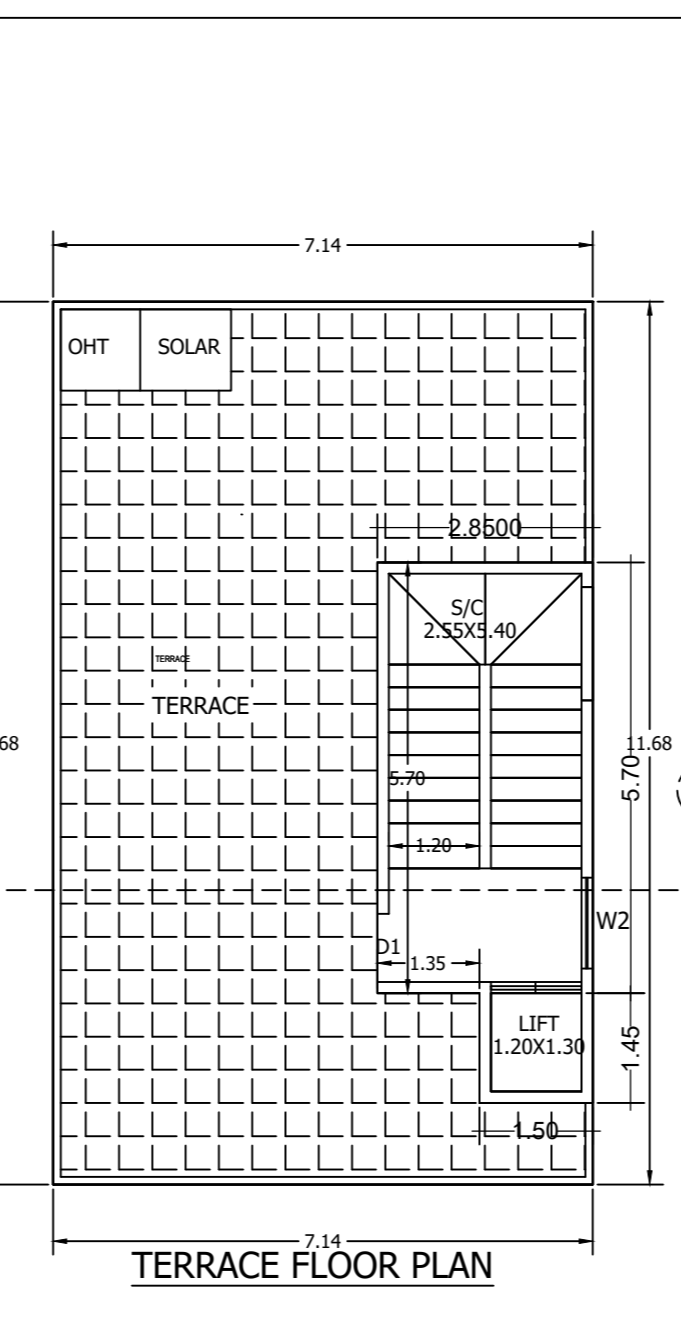 7.14
OHT
SOLAR
2.8500
S/C
2.55X5.40
TERRACE
TERRACE
68
11.68
5.70
5.70
1.20
W2
D1
1.35
LIFT
1.20X1.30
1.45
1.50
7.14
TERRACE FLOOR PLAN